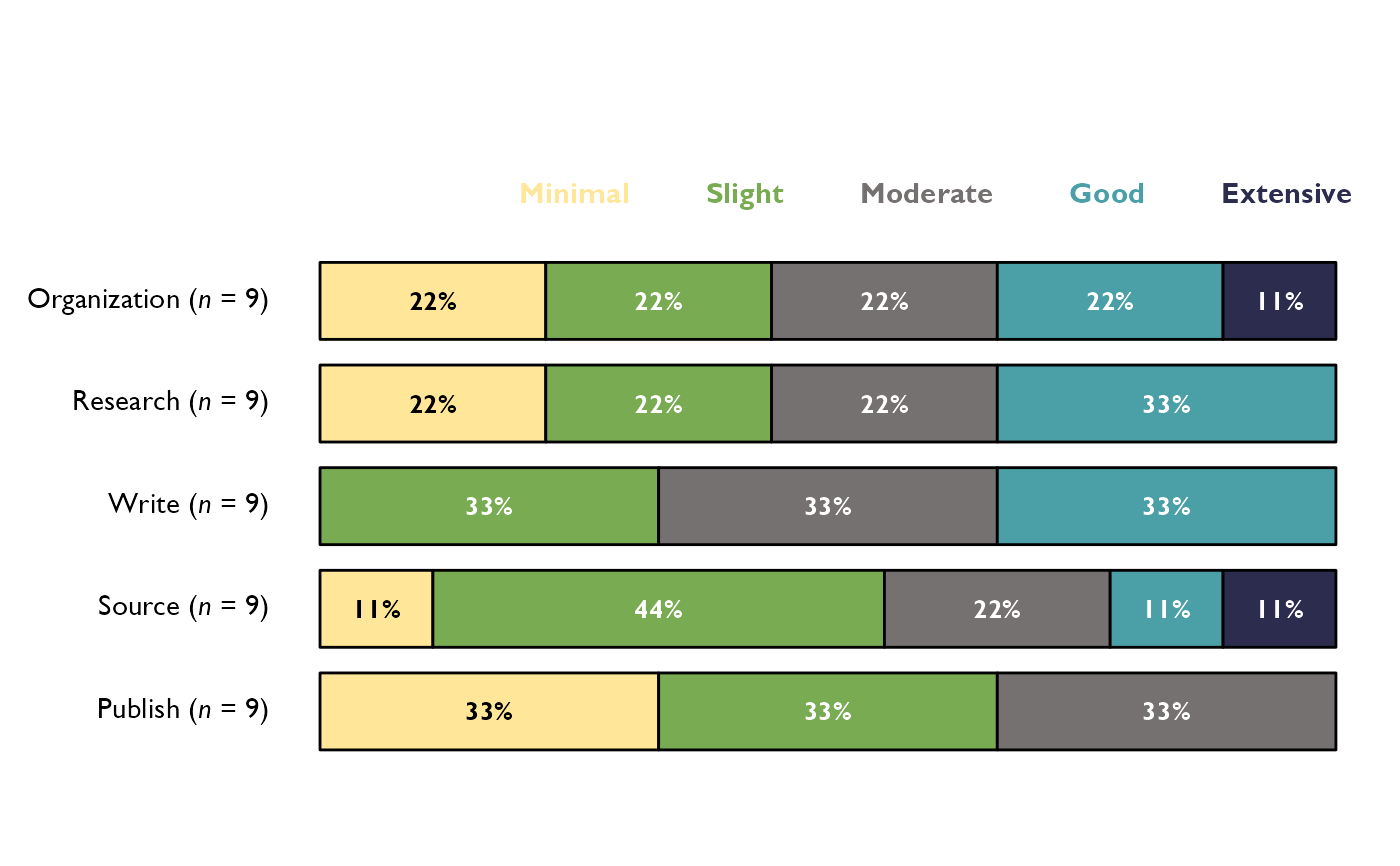 Minimal Slight Moderate Good Extensive
Organization (n = 9) 22% 22% 22% 22% 11%
Research (n = 9) 22% 22% 22% 33%
Write (n = 9) 33% 33% 33%
Source (n = 9) 11% 44% 22% 11% 11%
Publish (n = 9) 33% 33% 33%